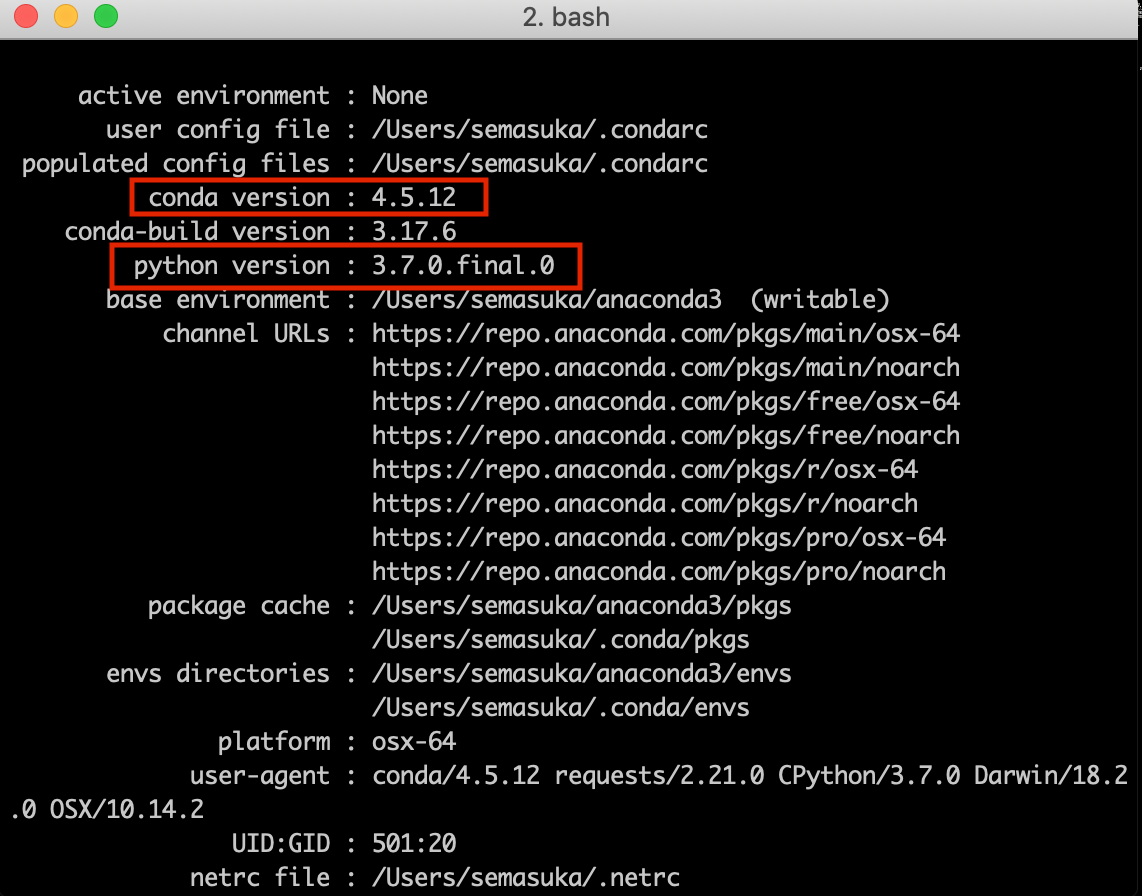 2. bash
active environment : None
user config file : /Users/semasuka/.condarc
populated config files : /Users/semasuka/.condarc
conda version : 4.5.12
conda-build version : 3.17.6
python version : 3.7.0.final.0
base environment : /Users/semasuka/anaconda3  (writable)
channel URLs : https://repo.anaconda.com/pkgs/main/osx-64
https://repo.anaconda.com/pkgs/main/noarch
https://repo.anaconda.com/pkgs/free/osx-64
https://repo.anaconda.com/pkgs/free/noarch
https://repo.anaconda.com/pkgs/r/osx-64
https://repo.anaconda.com/pkgs/r/noarch
https://repo.anaconda.com/pkgs/pro/osx-64
https://repo.anaconda.com/pkgs/pro/noarch
package cache : /Users/semasuka/anaconda3/pkgs
/Users/semasuka/.conda/pkgs
envs directories : /Users/semasuka/anaconda3/envs
/Users/semasuka/.conda/envs
platform : osx-64
user-agent : conda/4.5.12 requests/2.21.0 CPython/3.7.0 Darwin/18.2
.0 OSX/10.14.2
UID:GID : 501:20
netrc file : /Users/semasuka/.netrc